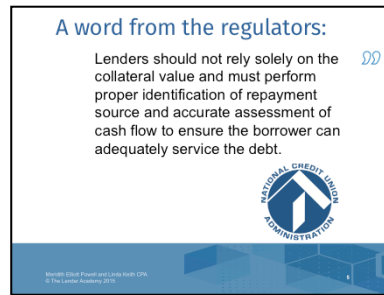 A word from the regulators:
Lenders should not rely solely on the
collateral value and must perform
proper identification of repayment
source and accurate assessment of
cash flow to ensure the borrower can
adequately service the debt.
NATIONAL CREDIT UNION
ADMINISTRATION
Meridith Elliott Powell and Linda Keith CPA
© The Lender Academy 2015